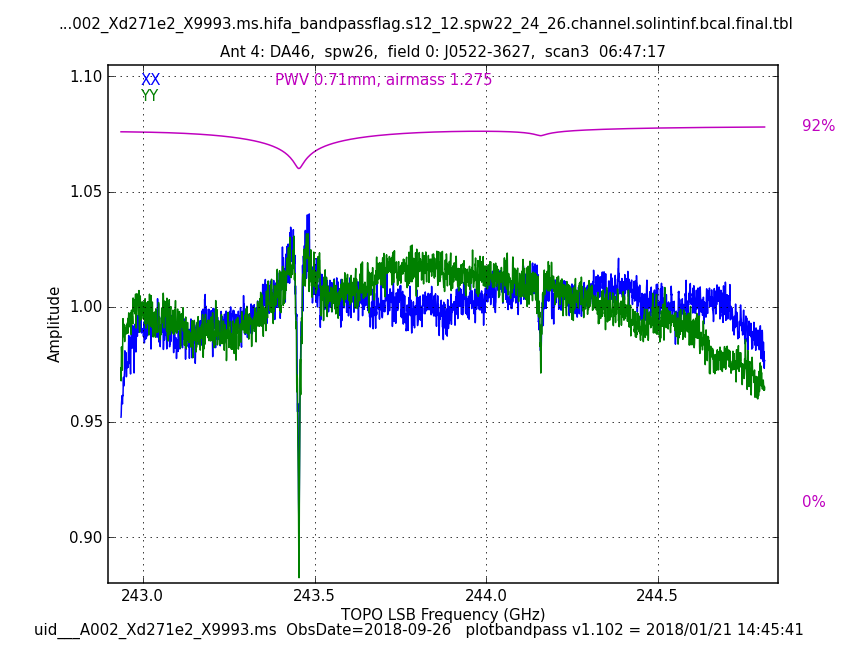 ...002_Xd271e2_X9993.ms.hifa_bandpassflag.s12_12.spw22_24_26.channel.solintinf.bcal.final.tbl
Ant 4: DA46,  spw26,  field 0: J0522-3627,  scan3  06:47:17
XX
YY
PWV 0.71mm, airmass 1.275
92%
0%
1.10
1.05
1.00
0.95
0.90
Amplitude
243.0 243.5 244.0 244.5
TOPO LSB Frequency (GHz)
uid___A002_Xd271e2_X9993.ms  ObsDate=2018-09-26   plotbandpass v1.102 = 2018/01/21 14:45:41